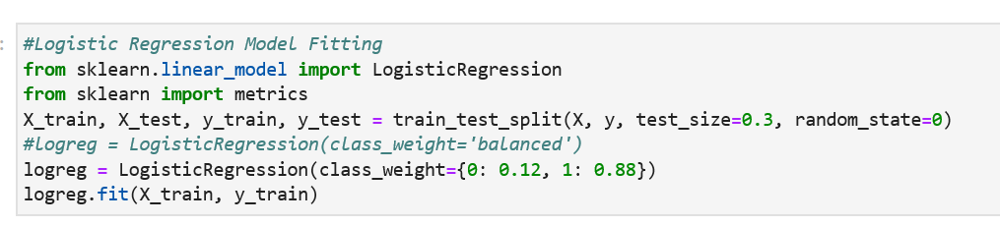 #Logistic Regression Model Fitting
from sklearn.linear_model import LogisticRegression
from sklearn import metrics
X_train, X_test, y_train, y_test = train_test_split(X, y, test_size=0.3, random_state=0)
#logreg = LogisticRegression(class_weight='balanced')
logreg = LogisticRegression(class_weight={0: 0.12, 1: 0.88})
logreg.fit(X_train, y_train)